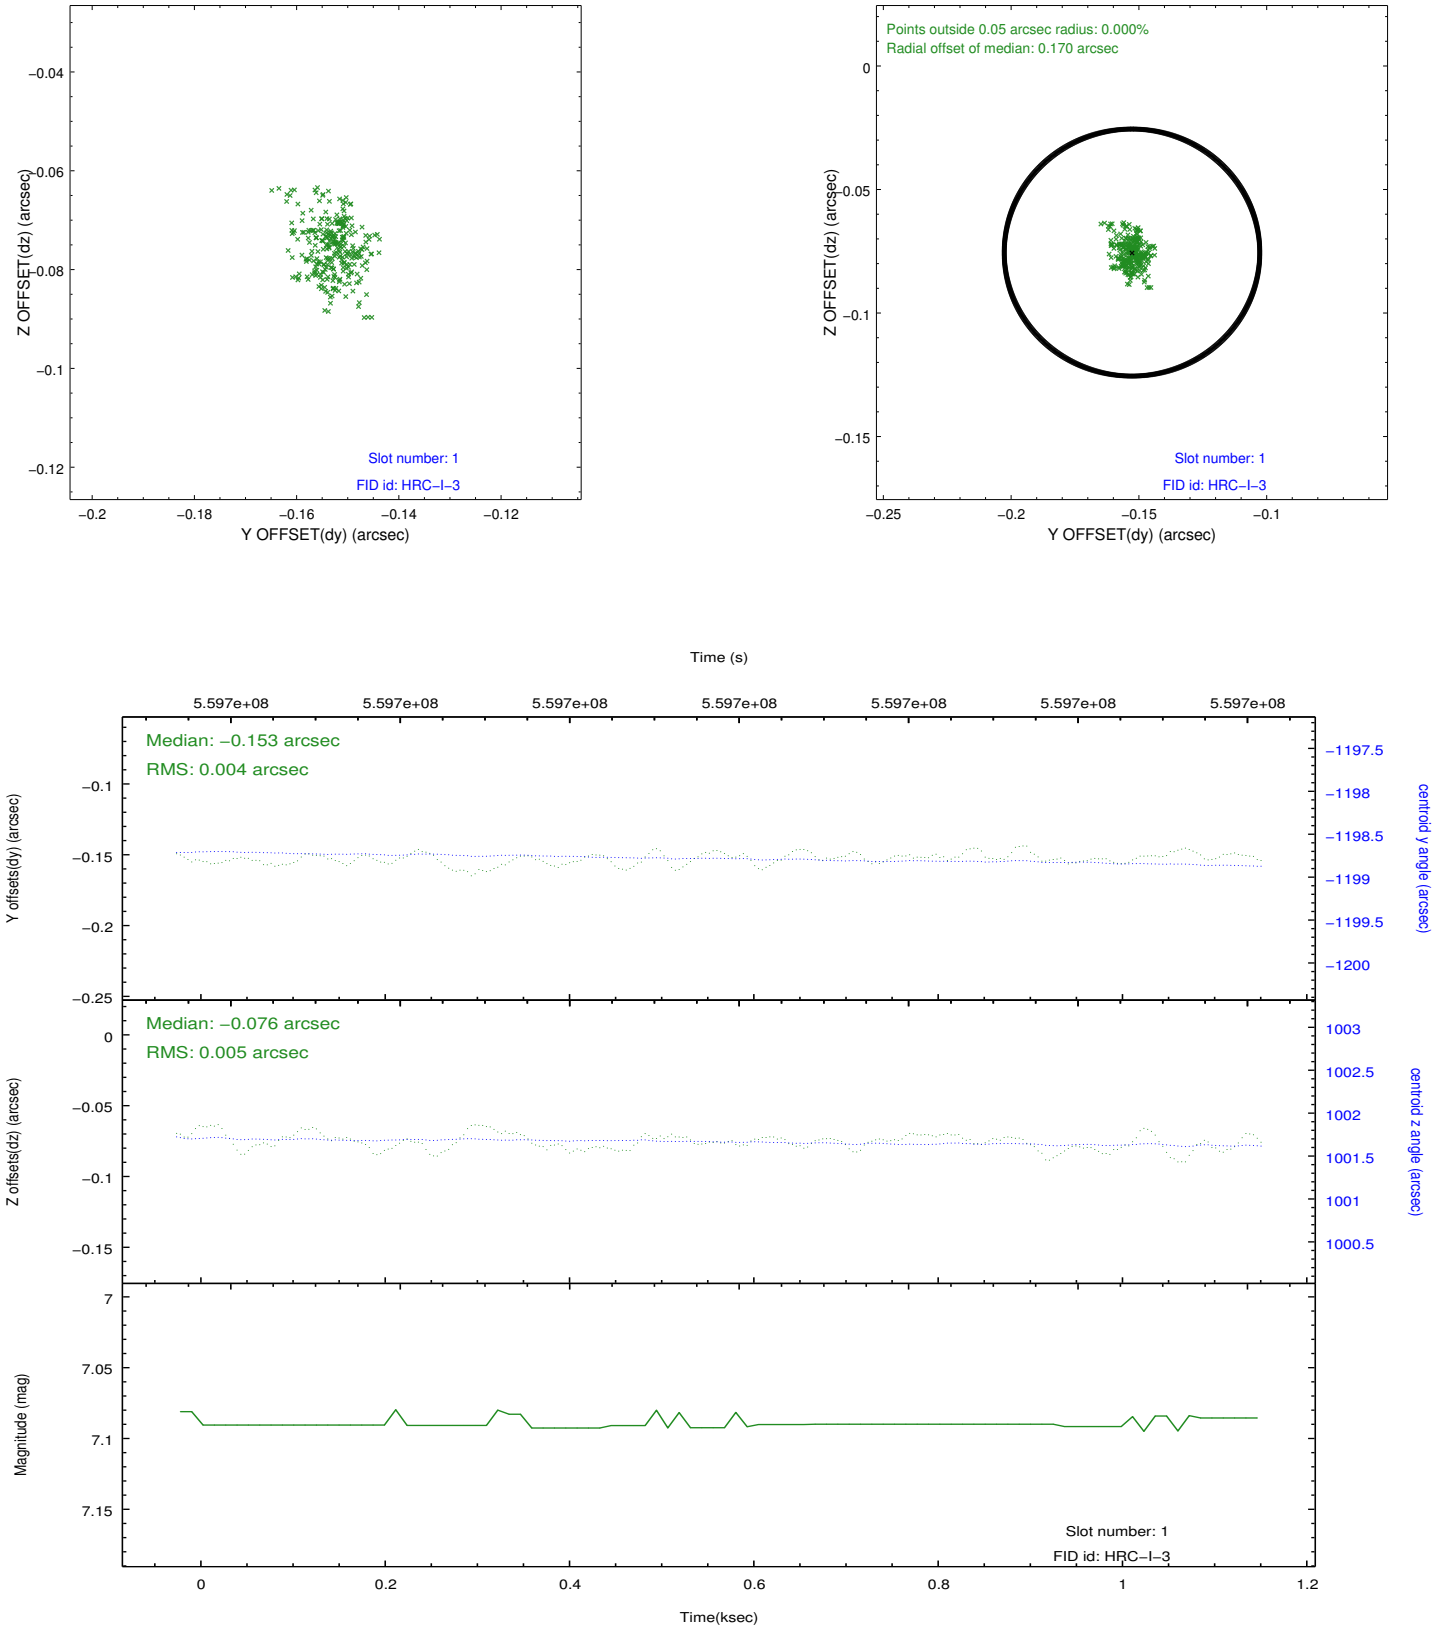 −0.04
−0.06
−0.08
−0.1
−0.12
Z OFFSET(dz) (arcsec)
Slot number: 1
FID id: HRC−I−3
−0.2
−0.18
−0.16
−0.14
−0.12
Y OFFSET(dy) (arcsec)
Points outside 0.05 arcsec radius: 0.000%
Radial offset of median: 0.170 arcsec
0
−0.05
−0.1
−0.15
Z OFFSET(dz) (arcsec)
Slot number: 1
FID id: HRC−I−3
−0.25
−0.2
−0.15
−0.1
Y OFFSET(dy) (arcsec)
Time (s)
5.597e+08
5.597e+08
5.597e+08
5.597e+08
5.597e+08
5.597e+08
5.597e+08
Median: −0.153 arcsec
RMS: 0.004 arcsec
−0.1
−0.15
−0.2
−0.25
Y offsets(dy) (arcsec)
−1197.5
−1198
−1198.5
−1199
−1199.5
−1200
centroid y angle (arcsec)
Median: −0.076 arcsec
RMS: 0.005 arcsec
0
−0.05
−0.1
−0.15
Z offsets(dz) (arcsec)
1003
1002.5
1002
1001.5
1001
1000.5
centroid z angle (arcsec)
7
7.05
7.1
7.15
Magnitude (mag)
Slot number: 1
FID id: HRC−I−3
0
0.2
0.4
0.6
0.8
1
1.2
Time(ksec)